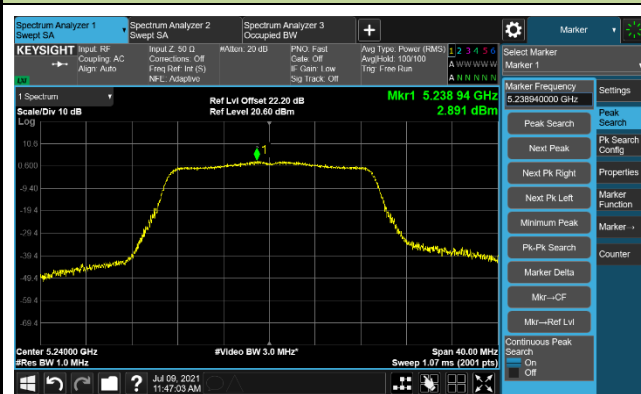 Spectrum Analyzer 1
Swept SA
Spectrum Analyzer 2
Swept SA
Spectrum Analyzer 3
Occupied BW
Marker
KEYSIGHT
Input: RF
Coupling: AC
Align: Auto
Input Z: 50 Ω
Corrections: Off
Freq Ref: Int (S)
NFE: Adaptive
#Atten: 20 dB
PNO: Fast
Gate: Off
IF Gain: Low
Sig Track: Off
Avg Type: Power (RMS)
Avg|Hold: 100/100
Trig: Free Run
1 2 3 4 5 6
A W W W W W
A N N N N N
Select Marker
Marker 1
1 Spectrum
Scale/Div 10 dB
Log
Ref Lvl Offset 22.20 dB
Ref Level 20.60 dBm
Mkr1 5.238 94 GHz
2.891 dBm
Marker Frequency
5.238940000 GHz
Peak Search
Next Peak
Next Pk Right
Next Pk Left
Minimum Peak
Pk-Pk Search
Marker Delta
Mkr→CF
Mkr→Ref Lvl
Continuous Peak
Search
On
Off
Settings
Peak
Search
Pk Search
Config
Properties
Marker
Function
Marker→
Counter
10.6
0.600
-9.40
-19.4
-29.4
-39.4
-49.4
-59.4
-69.4
1
Center 5.24000 GHz
#Res BW 1.0 MHz
#Video BW 3.0 MHz*
Span 40.00 MHz
Sweep 1.07 ms (2001 pts)
?
Jul 09, 2021
11:47:03 AM